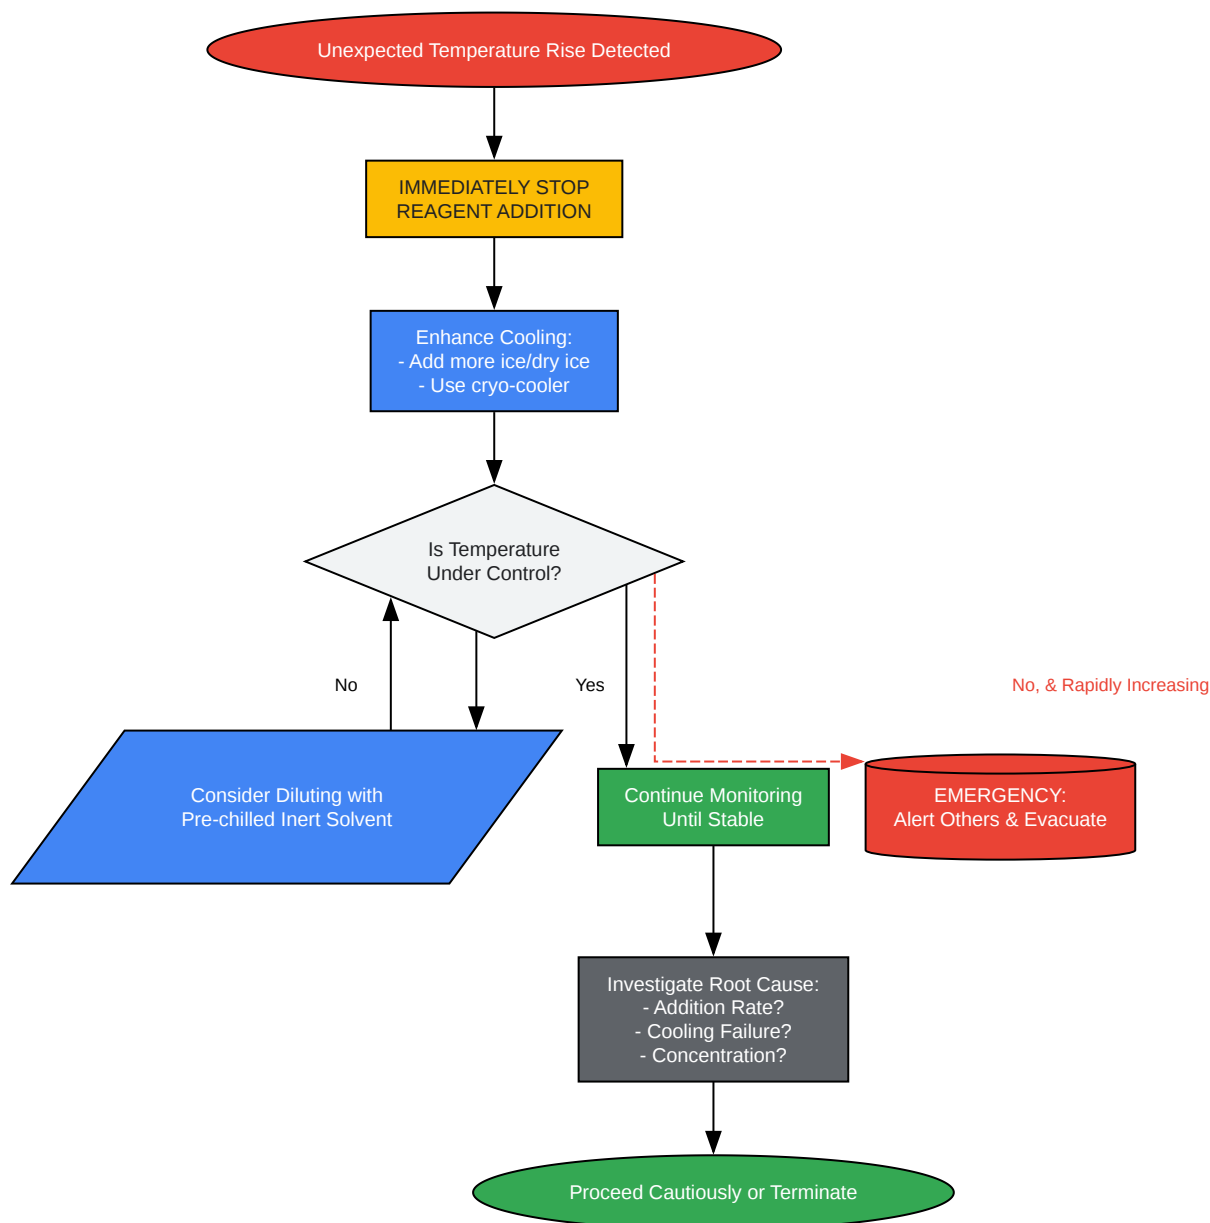 Unexpected Temperature Rise Detected
IMMEDIATELY STOP
REAGENT ADDITION
Enhance Cooling:
- Add more ice/dry ice
- Use cryo-cooler
Is Temperature
Under Control?
No
Yes
No, & Rapidly Increasing
Consider Diluting with
Pre-chilled Inert Solvent
Continue Monitoring
Until Stable
EMERGENCY:
Alert Others & Evacuate
Investigate Root Cause:
- Addition Rate?
- Cooling Failure?
- Concentration?
Proceed Cautiously or Terminate